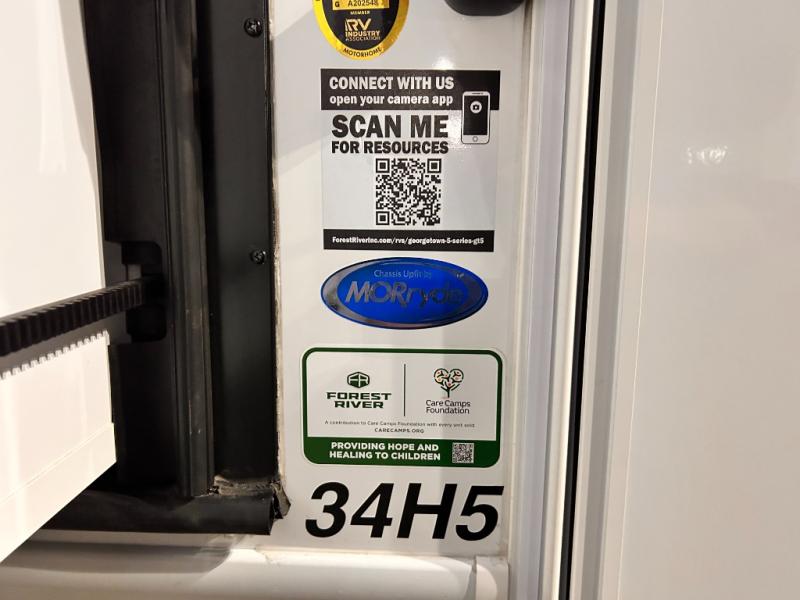 G A202548
MEMBER
RV
INDUSTRY
ASSOCIATION
MOTORHOME
CONNECT WITH US
open your camera app
SCAN ME
FOR RESOURCES
ForestRiverInc.com/rvs/georgetown-5-series-gt5
Chassis Uplift by
MORryde
FR
FOREST
RIVER
Care Camps
Foundation
A contribution to Care Camps Foundation with every unit sold
CARECAMPS.ORG
PROVIDING HOPE AND
HEALING TO CHILDREN
34H5